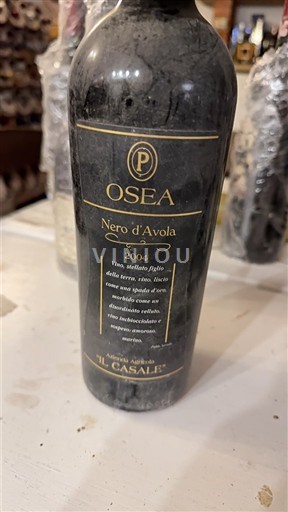 P
OSEA
Nero d'Avola
2004
VINIOU
Vino, stellato figlio
della terra, vino, liscio
come una spada d'oro,
morbido come un
disordinato velluto,
vino inchiocciolato e
sospeso, amoroso,
marino.
Azienda Agricola
"IL CASALE"